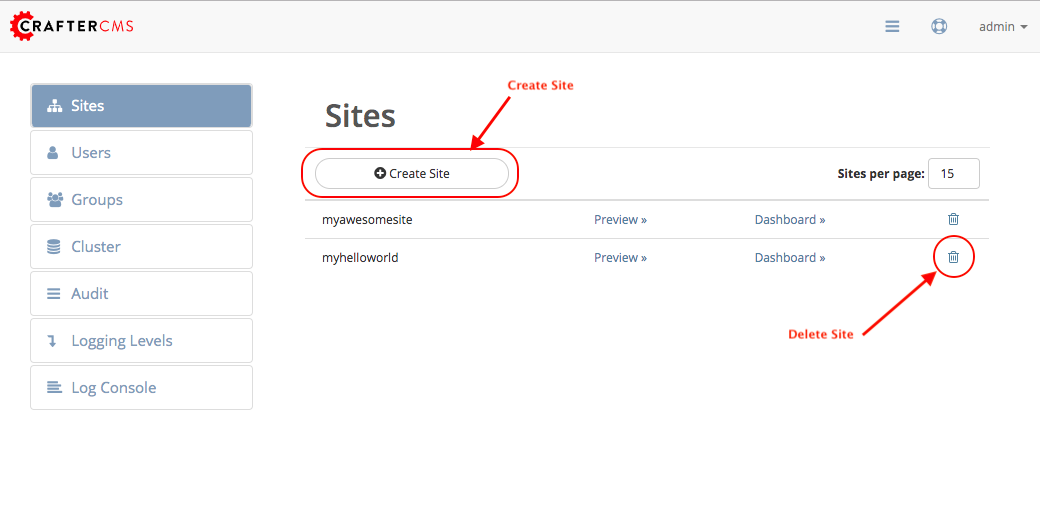 CRAFTERCMS
admin
Sites
Users
Groups
Cluster
Audit
Logging Levels
Log Console
Create Site
Sites
Create Site
Sites per page: 15
myawesomesite Preview » Dashboard »
myhelloworld Preview » Dashboard »
Delete Site